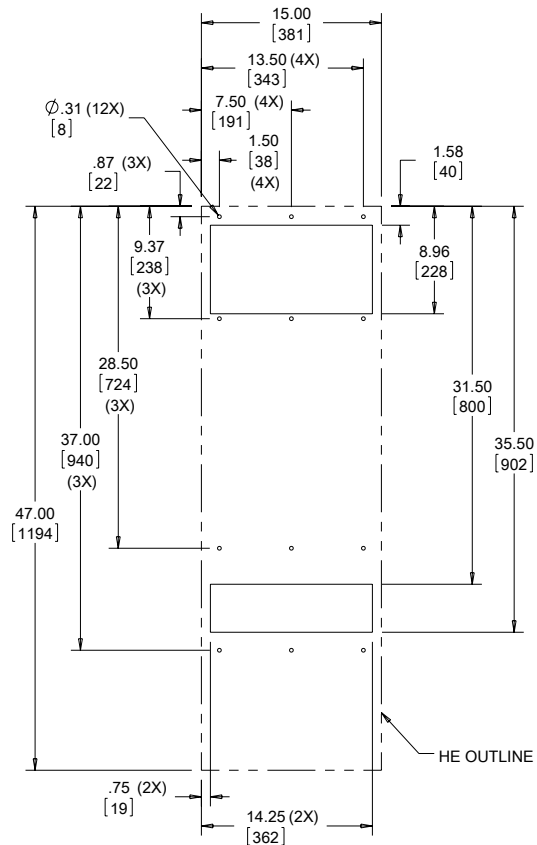 15.00
[381]
13.50 (4X)
[343]
7.50 (4X)
[191]
∅.31 (12X)
[8]
1.50
[38]
(4X)
.87 (3X)
[22]
1.58
[40]
9.37
[238]
(3X)
8.96
[228]
28.50
[724]
(3X)
31.50
[800]
37.00
[940]
(3X)
35.50
[902]
47.00
[1194]
HE OUTLINE
.75 (2X)
[19]
14.25 (2X)
[362]